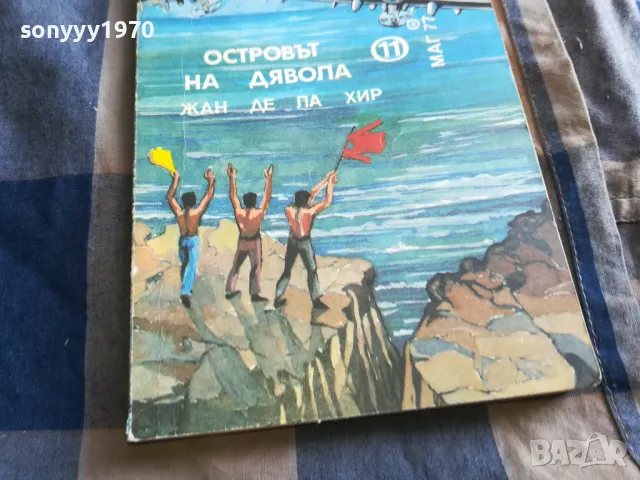 sonyyy1970
ОСТРОВЪТ
НА ДЯВОЛА
ЖАН ДЕ ЛА ХИР
11
МАГ 77
®
BAZAR